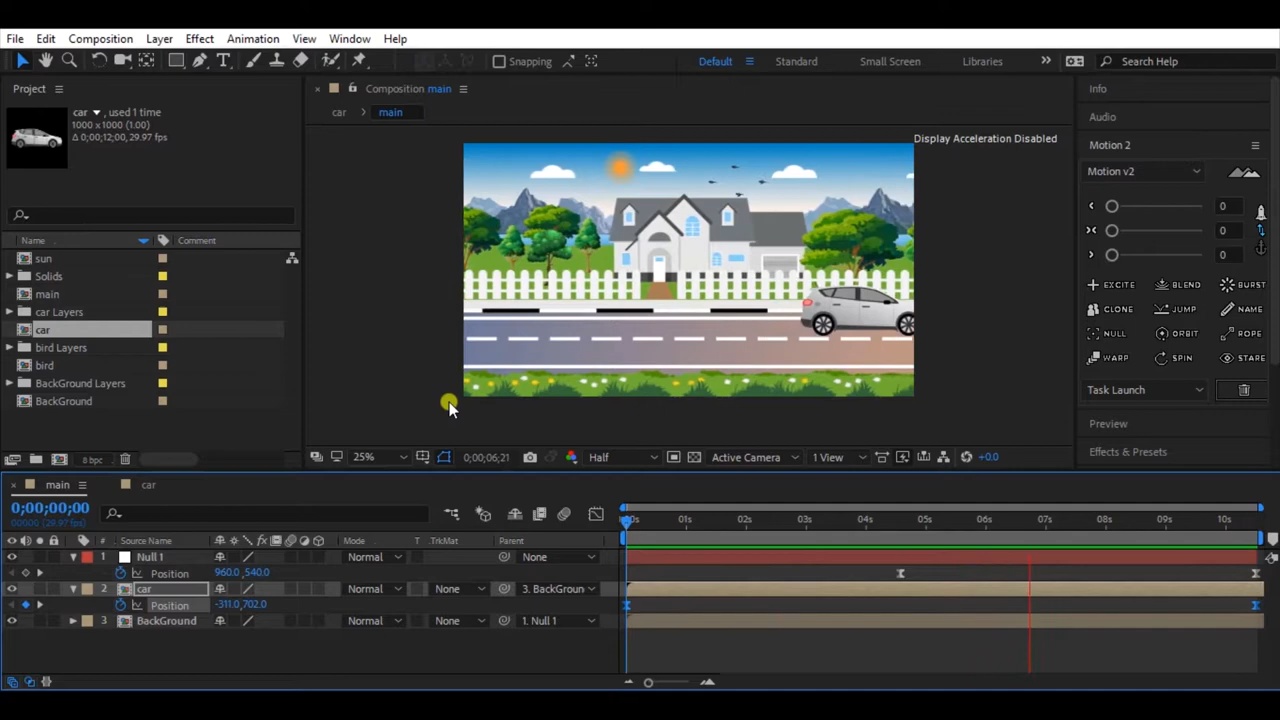 File Edit Composition Layer Effect Animation View Window Help
Snapping Default Standard Small Screen Libraries Search Help
Project
car , used 1 time
1000 x 1000 (1.00)
Δ 0;00;12;00, 29.97 fps
Name Comment
sun
Solids
main
car Layers
car
bird Layers
bird
BackGround Layers
BackGround
8 bpc
Composition main
car main
Display Acceleration Disabled
25% 0;00;06;21 Half Active Camera 1 View +0.0
Info
Audio
Motion 2
Motion v2
0
0
0
EXCITE BLEND BURST
CLONE JUMP NAME
NULL ORBIT ROPE
WARP SPIN STARE
Task Launch
Preview
Effects & Presets
main car
0;00;00;00
00000 (29.97 fps)
# Source Name Mode T .TrkMat Parent
01s 02s 03s 04s 05s 06s 07s 08s 09s 10s
1 Null 1 Normal None
Position 960.0 ,540.0
2 car Normal None 3. BackGroun
Position -311.0,702.0
3 BackGround Normal None 1. Null 1